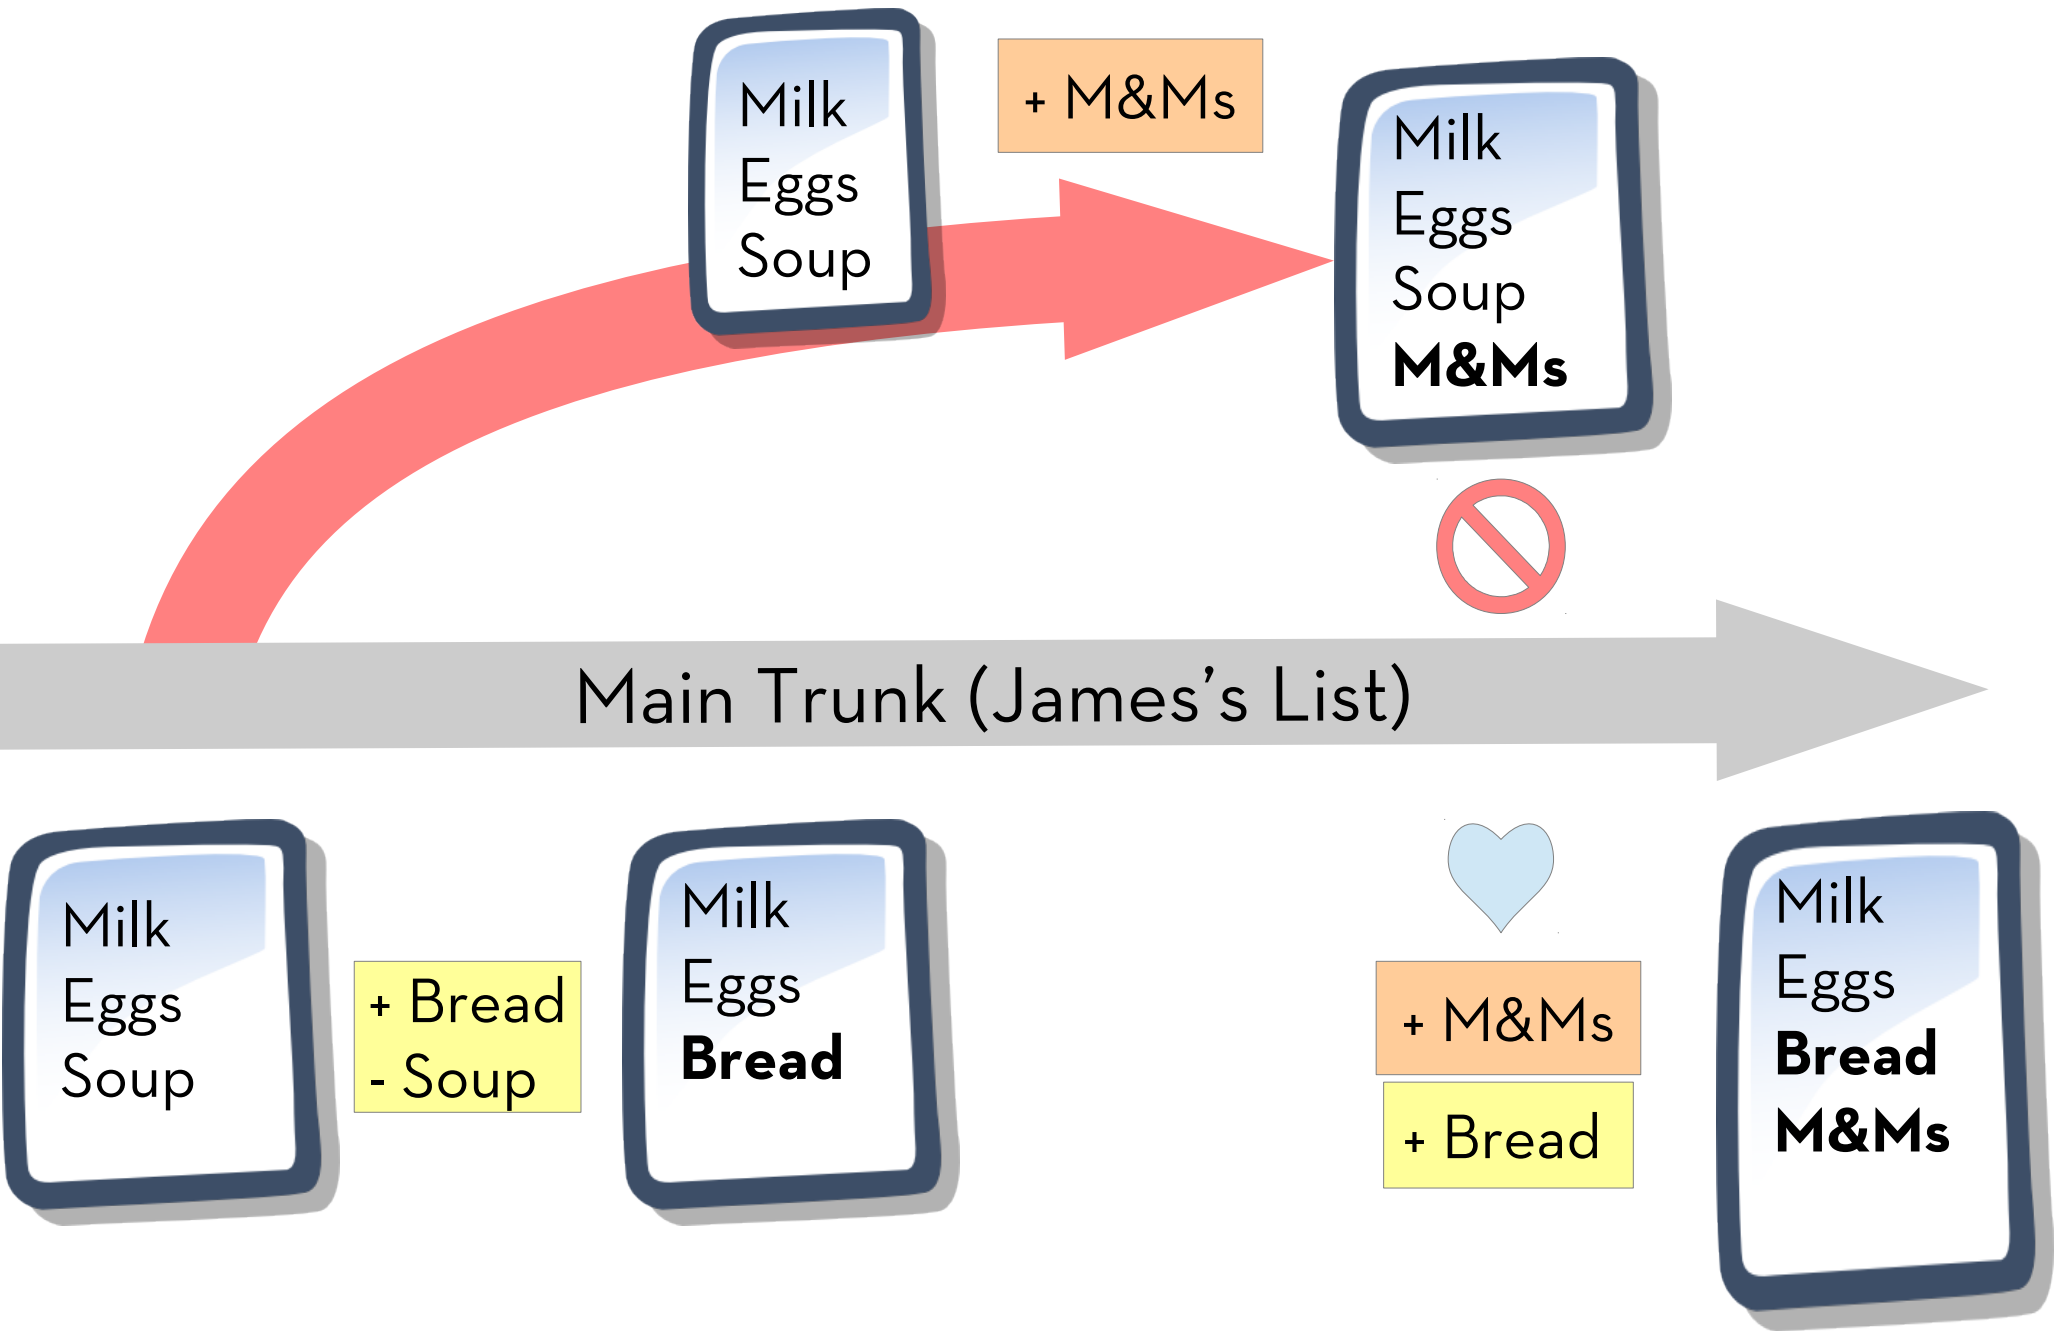 Milk
Eggs
Soup
+ M&Ms
Milk
Eggs
Soup
M&Ms
Main Trunk (James’s List)
Milk
Eggs
Soup
+ Bread
- Soup
Milk
Eggs
Bread
+ M&Ms
+ Bread
Milk
Eggs
Bread
M&Ms